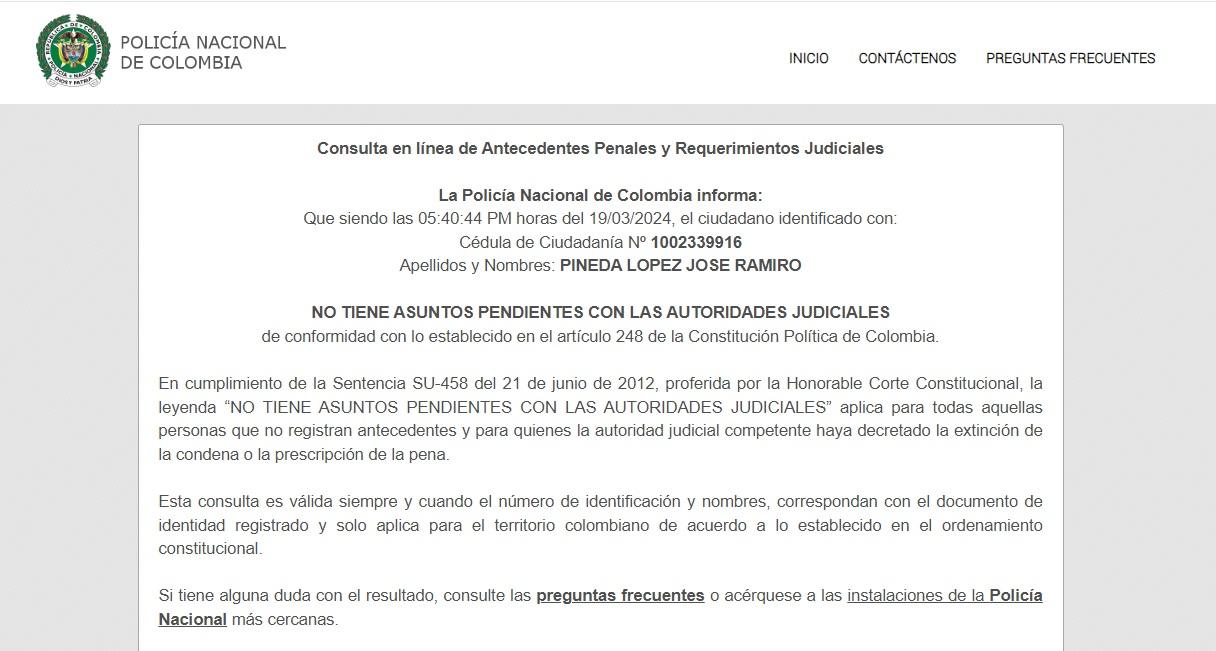 REPÚBLICA DE COLOMBIA
POLICÍA NACIONAL
DIOS Y PATRIA
POLICÍA NACIONAL
DE COLOMBIA
INICIO CONTÁCTENOS PREGUNTAS FRECUENTES
Consulta en línea de Antecedentes Penales y Requerimientos Judiciales
La Policía Nacional de Colombia informa:
Que siendo las 05:40:44 PM horas del 19/03/2024, el ciudadano identificado con:
Cédula de Ciudadanía Nº 1002339916
Apellidos y Nombres: PINEDA LOPEZ JOSE RAMIRO
NO TIENE ASUNTOS PENDIENTES CON LAS AUTORIDADES JUDICIALES
de conformidad con lo establecido en el artículo 248 de la Constitución Política de Colombia.
En cumplimiento de la Sentencia SU-458 del 21 de junio de 2012, proferida por la Honorable Corte Constitucional, la
leyenda “NO TIENE ASUNTOS PENDIENTES CON LAS AUTORIDADES JUDICIALES” aplica para todas aquellas
personas que no registran antecedentes y para quienes la autoridad judicial competente haya decretado la extinción de
la condena o la prescripción de la pena.
Esta consulta es válida siempre y cuando el número de identificación y nombres, correspondan con el documento de
identidad registrado y solo aplica para el territorio colombiano de acuerdo a lo establecido en el ordenamiento
constitucional.
Si tiene alguna duda con el resultado, consulte las preguntas frecuentes o acérquese a las instalaciones de la Policía
Nacional más cercanas.